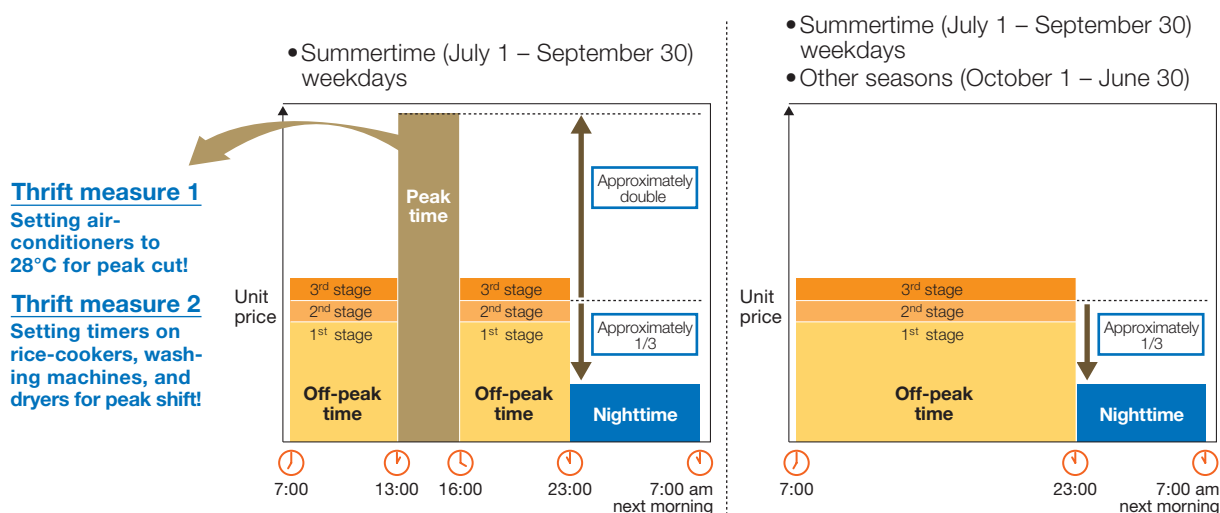 • Summertime (July 1 – September 30)
weekdays
Thrift measure 1
Setting air-
conditioners to
28°C for peak cut!
Thrift measure 2
Setting timers on
rice-cookers, wash-
ing machines, and
dryers for peak shift!
Unit
price
Peak
time
Approximately
double
3rd stage
2nd stage
1st stage
Off-peak
time
3rd stage
2nd stage
1st stage
Off-peak
time
Approximately
1/3
Nighttime
7:00
13:00
16:00
23:00
7:00 am
next morning
• Summertime (July 1 – September 30)
weekdays
• Other seasons (October 1 – June 30)
Unit
price
3rd stage
2nd stage
1st stage
Off-peak
time
Approximately
1/3
Nighttime
7:00
23:00
7:00 am
next morning